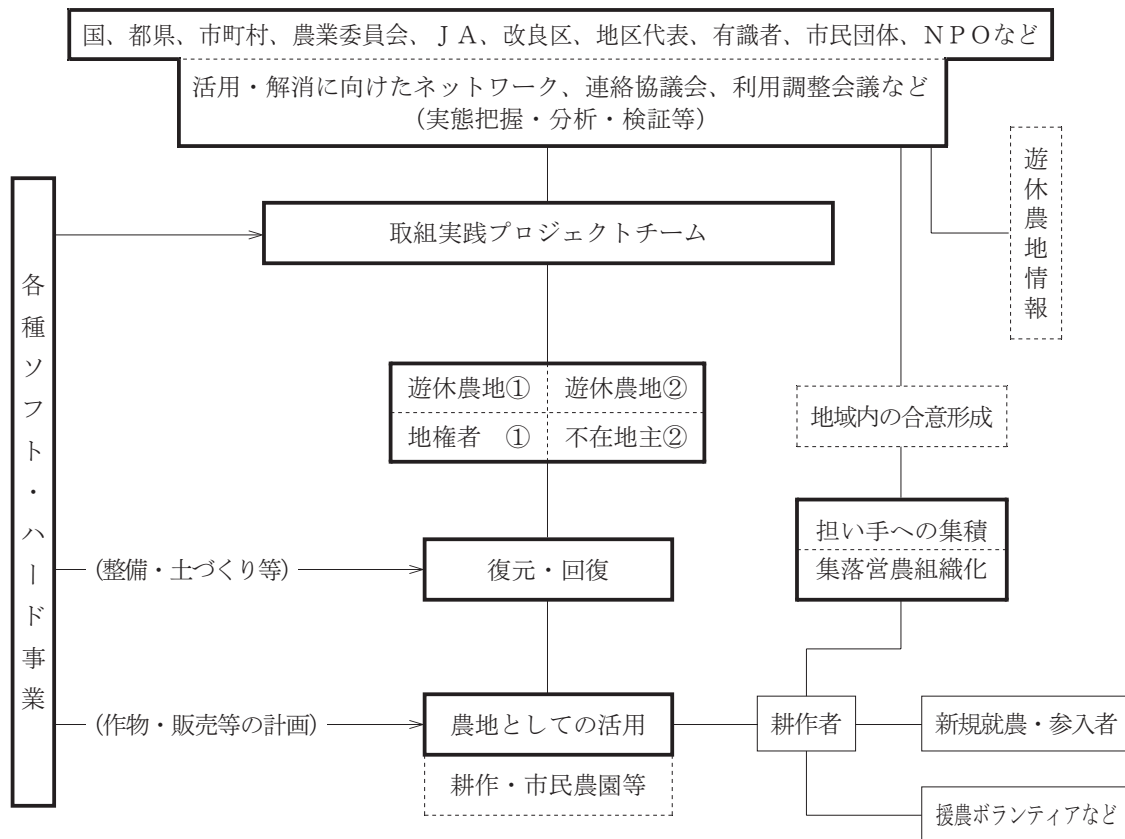 国、都県、市町村、農業委員会、ＪＡ、改良区、地区代表、有識者、市民団体、ＮＰＯなど
活用・解消に向けたネットワーク、連絡協議会、利用調整会議など
（実態把握・分析・検証等）
遊休農地情報
各種ソフト・ハード事業
取組実践プロジェクトチーム
遊休農地①
遊休農地②
地権者　①
不在地主②
地域内の合意形成
担い手への集積
集落営農組織化
(整備・土づくり等)
復元・回復
(作物・販売等の計画)
農地としての活用
耕作・市民農園等
耕作者
新規就農・参入者
援農ボランティアなど